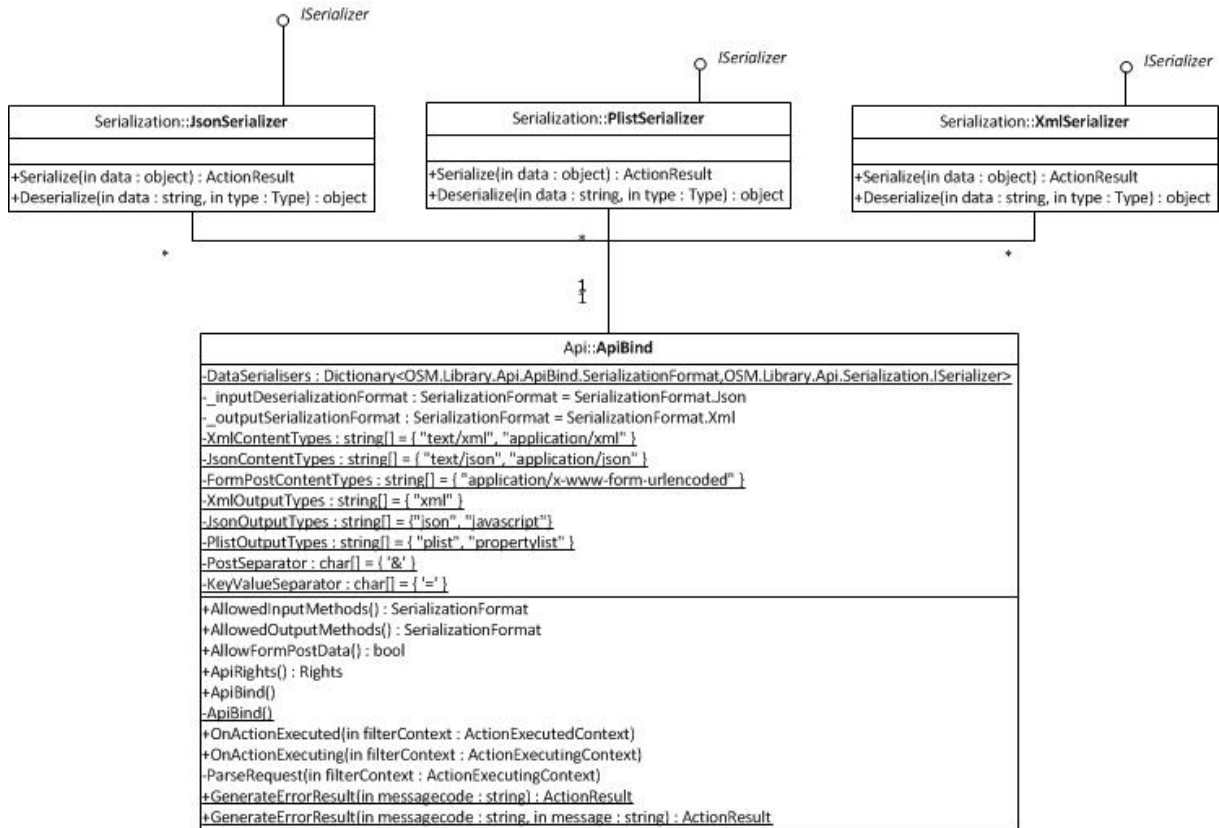 ISerializer
ISerializer
ISerializer
Serialization::JsonSerializer
+Serialize(in data : object) : ActionResult
+Deserialize(in data : string, in type : Type) : object
Serialization::PlistSerializer
+Serialize(in data : object) : ActionResult
+Deserialize(in data : string, in type : Type) : object
Serialization::XmlSerializer
+Serialize(in data : object) : ActionResult
+Deserialize(in data : string, in type : Type) : object
*
*
*
1
1
Api::ApiBind
-DataSerialisers : Dictionary<OSM.Library.Api.ApiBind.SerializationFormat,OSM.Library.Api.Serialization.ISerializer>
-_inputDeserializationFormat : SerializationFormat = SerializationFormat.Json
-_outputSerializationFormat : SerializationFormat = SerializationFormat.Xml
-XmlContentTypes : string[] = { "text/xml", "application/xml" }
-JsonContentTypes : string[] = { "text/json", "application/json" }
-FormPostContentTypes : string[] = { "application/x-www-form-urlencoded" }
-XmlOutputTypes : string[] = { "xml" }
-JsonOutputTypes : string[] = {"json", "javascript"}
-PlistOutputTypes : string[] = { "plist", "propertylist" }
-PostSeparator : char[] = { '&' }
-KeyValueSeparator : char[] = { '=' }
+AllowedInputMethods() : SerializationFormat
+AllowedOutputMethods() : SerializationFormat
+AllowFormPostData() : bool
+ApiRights() : Rights
+ApiBind()
-ApiBind()
+OnActionExecuted(in filterContext : ActionExecutedContext)
+OnActionExecuting(in filterContext : ActionExecutingContext)
-ParseRequest(in filterContext : ActionExecutingContext)
+GenerateErrorResult(in messagecode : string) : ActionResult
+GenerateErrorResult(in messagecode : string, in message : string) : ActionResult